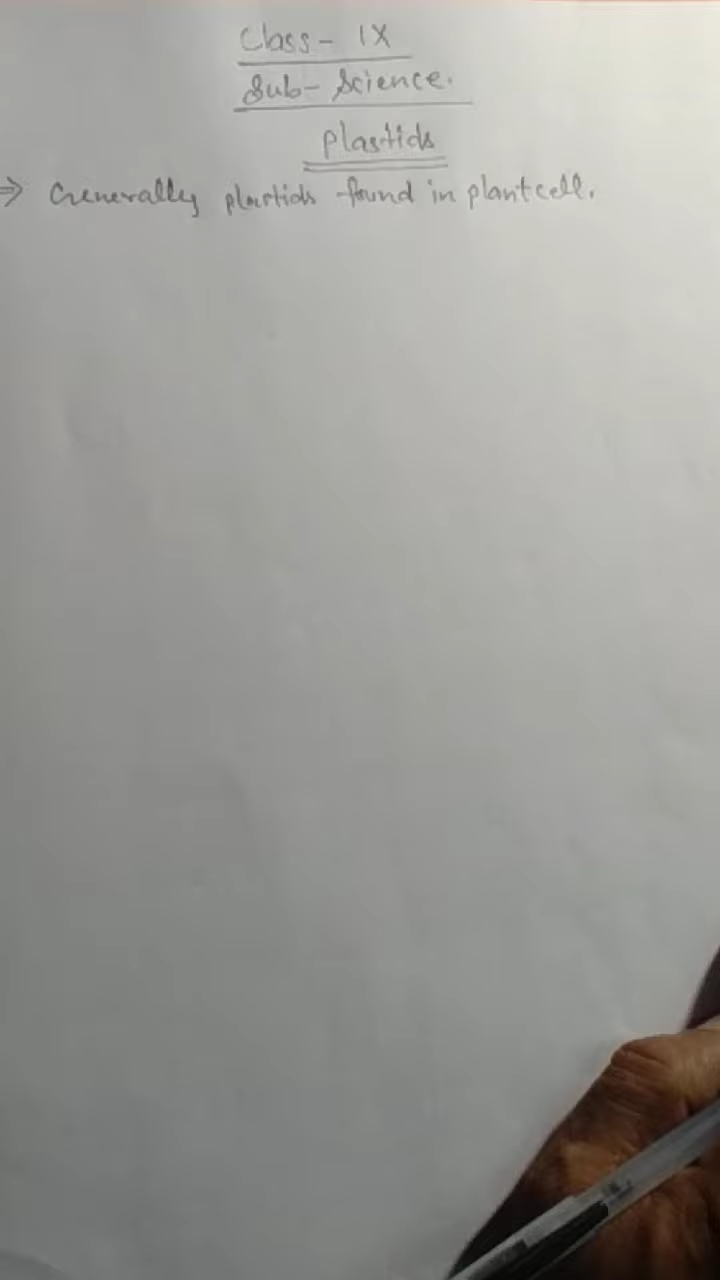 Class - IX
Sub - Science.
Plastids
⇒ Generally plastids found in plant cell.